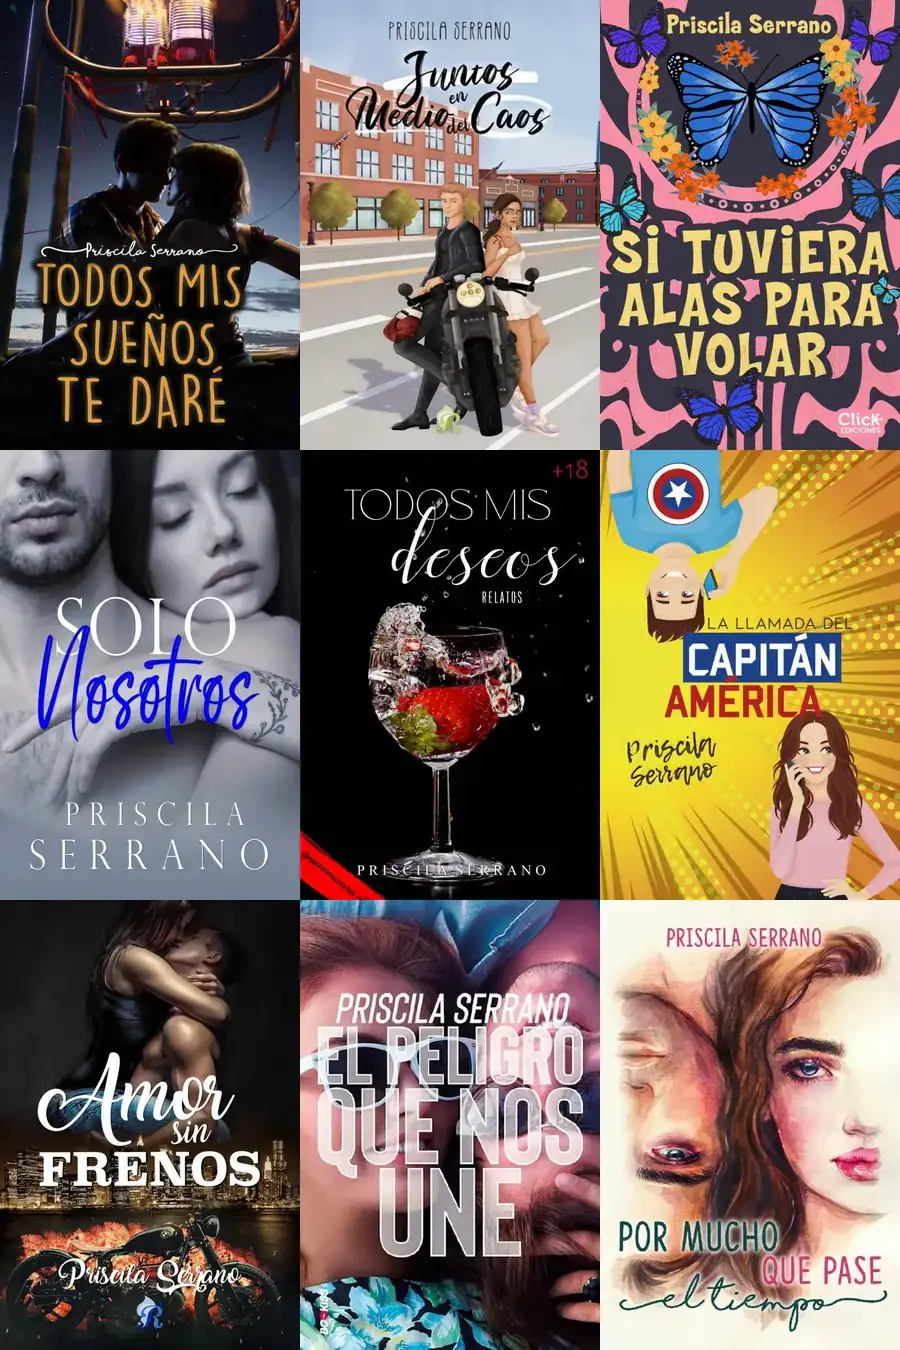 Priscila Serrano
TODOS MIS
SUEÑOS
TE DARÉ
PRISCILA SERRANO
Juntos
en
Medio del Caos
Priscila Serrano
SI TUVIERA
ALAS PARA
VOLAR
Click
EDICIONES
SOLO
Nosotros
PRISCILA
SERRANO
+18
TODOS MIS
deseos
RELATOS
PRISCILA SERRANO
LA LLAMADA DEL
CAPITÁN
AMÉRICA
Priscila
Serrano
Amor
sin
FRENOS
Priscila Serrano
PRISCILA SERRANO
EL PELIGRO
QUE NOS
UNE
PRISCILA SERRANO
POR MUCHO
QUE PASE
el tiempo